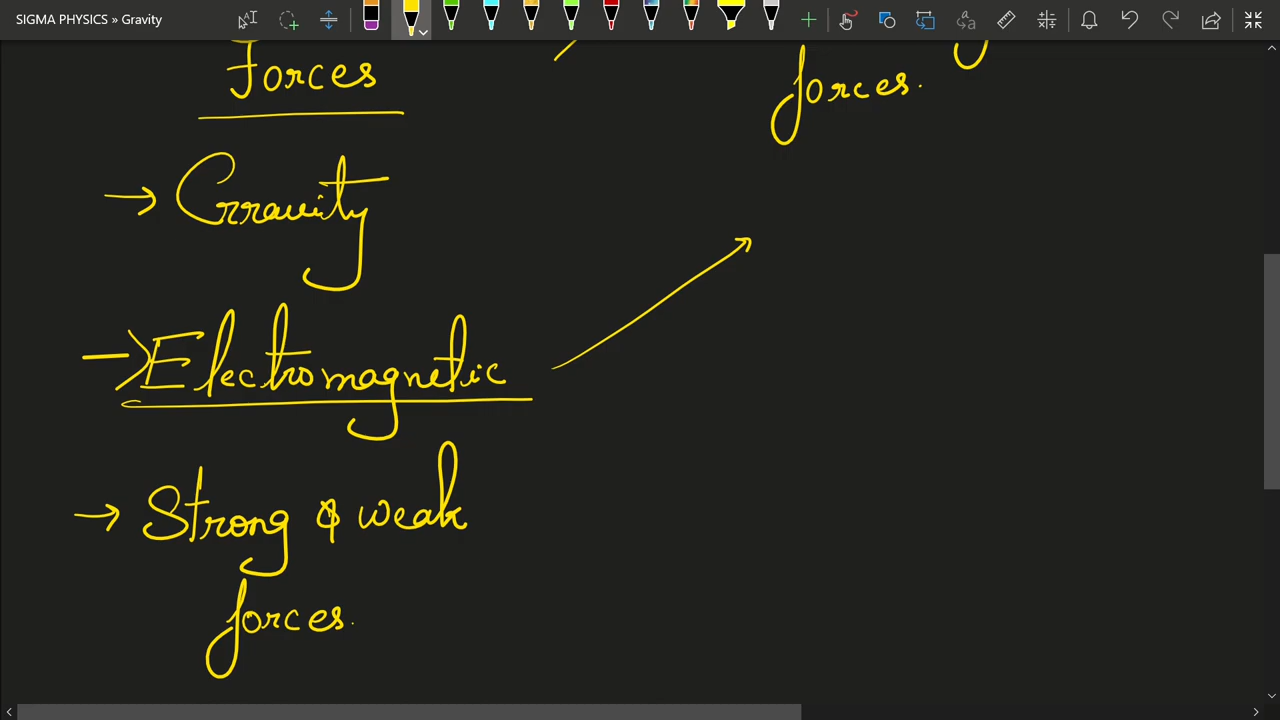 SIGMA PHYSICS » Gravity
Forces
forces.
→ Gravity
→ Electromagnetic
→ Strong & weak
forces.